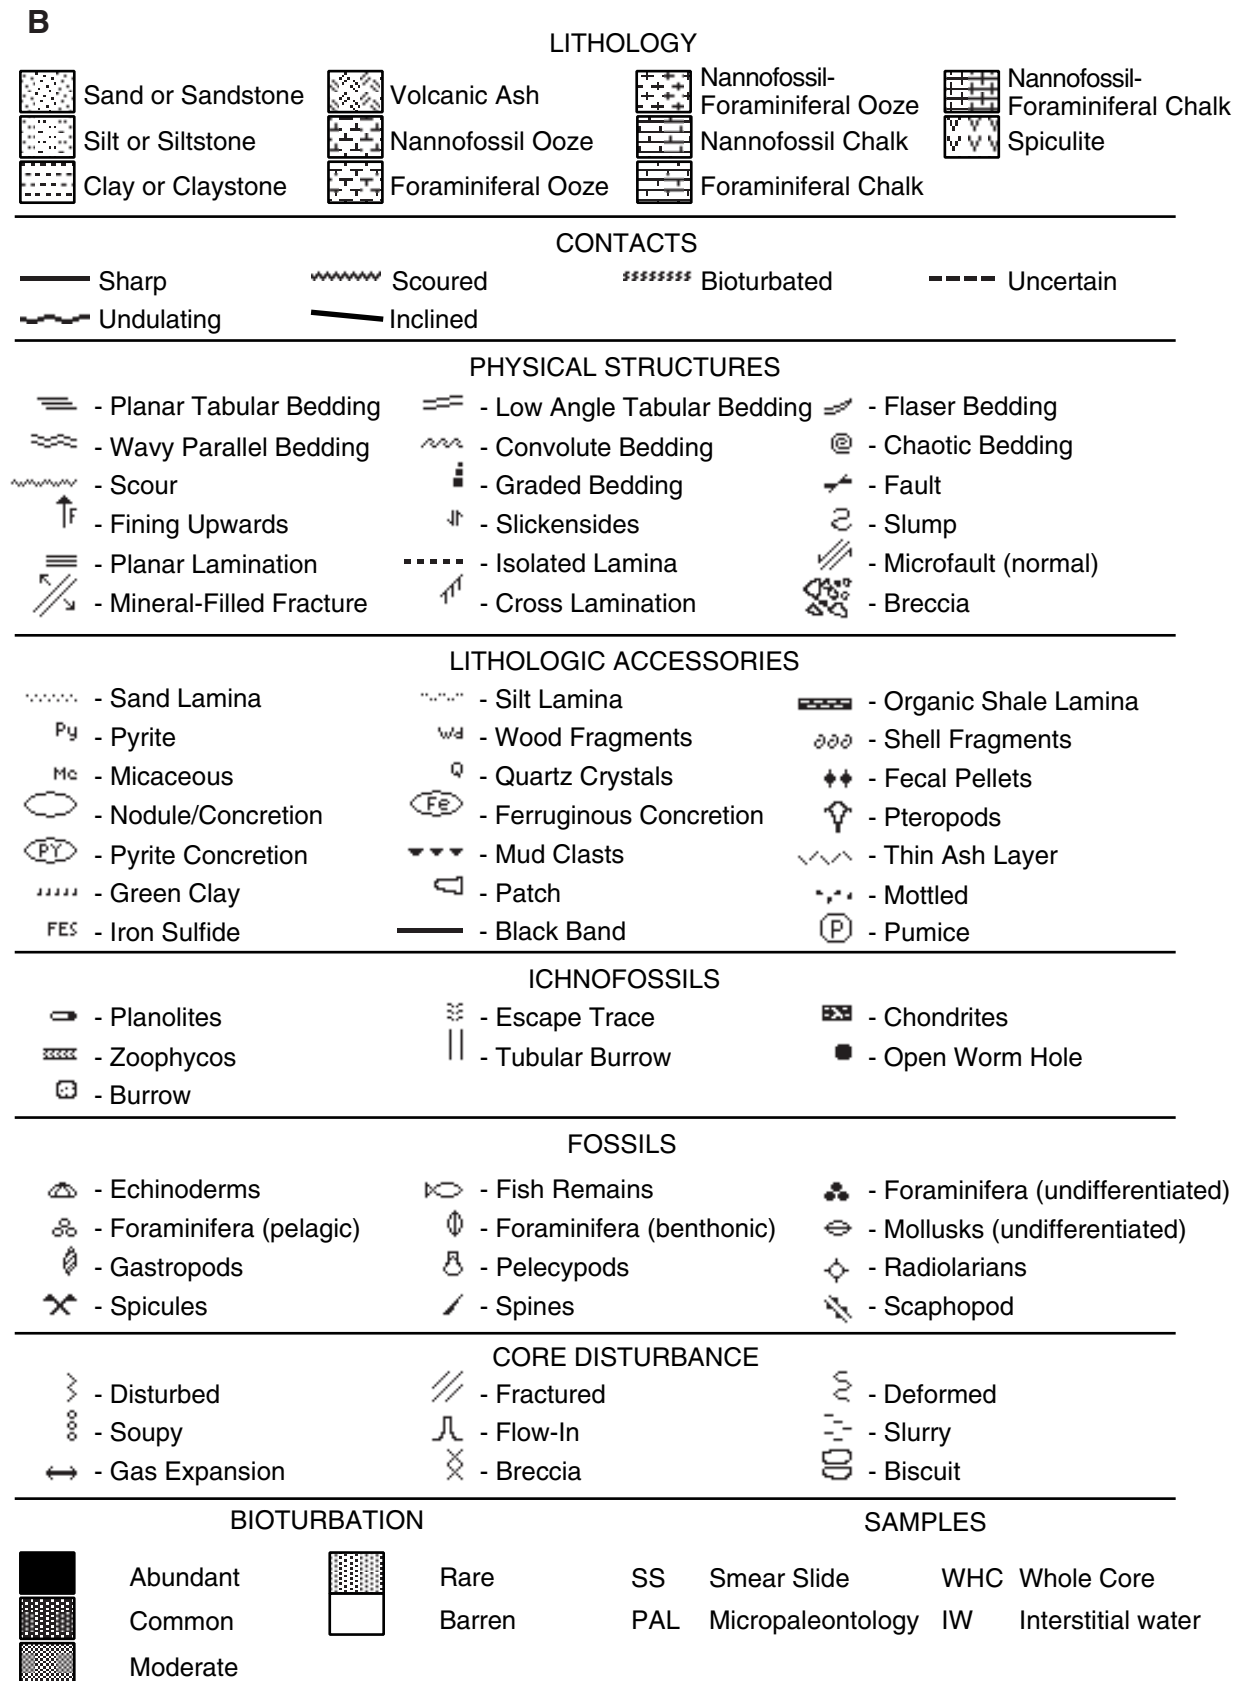 B
LITHOLOGY
Sand or Sandstone
Volcanic Ash
Nannofossil-
Foraminiferal Ooze
Nannofossil-
Foraminiferal Chalk
Silt or Siltstone
Nannofossil Ooze
Nannofossil Chalk
Spiculite
Clay or Claystone
Foraminiferal Ooze
Foraminiferal Chalk
CONTACTS
Sharp
Scoured
Bioturbated
Uncertain
Undulating
Inclined
PHYSICAL STRUCTURES
- Planar Tabular Bedding
- Low Angle Tabular Bedding
- Flaser Bedding
- Wavy Parallel Bedding
- Convolute Bedding
- Chaotic Bedding
- Scour
- Graded Bedding
- Fault
F - Fining Upwards
- Slickensides
- Slump
- Planar Lamination
- Isolated Lamina
- Microfault (normal)
- Mineral-Filled Fracture
- Cross Lamination
- Breccia
LITHOLOGIC ACCESSORIES
- Sand Lamina
- Silt Lamina
- Organic Shale Lamina
Py - Pyrite
Wd - Wood Fragments
- Shell Fragments
Mc - Micaceous
Q - Quartz Crystals
- Fecal Pellets
- Nodule/Concretion
Fe - Ferruginous Concretion
- Pteropods
PY - Pyrite Concretion
- Mud Clasts
- Thin Ash Layer
- Green Clay
- Patch
- Mottled
FES - Iron Sulfide
- Black Band
P - Pumice
ICHNOFOSSILS
- Planolites
- Escape Trace
- Chondrites
- Zoophycos
- Tubular Burrow
- Open Worm Hole
- Burrow
FOSSILS
- Echinoderms
- Fish Remains
- Foraminifera (undifferentiated)
- Foraminifera (pelagic)
- Foraminifera (benthonic)
- Mollusks (undifferentiated)
- Gastropods
- Pelecypods
- Radiolarians
- Spicules
- Spines
- Scaphopod
CORE DISTURBANCE
- Disturbed
- Fractured
- Deformed
- Soupy
- Flow-In
- Slurry
- Gas Expansion
- Breccia
- Biscuit
BIOTURBATION
Abundant
Rare
Common
Barren
Moderate
SAMPLES
SS Smear Slide
WHC Whole Core
PAL Micropaleontology
IW Interstitial water